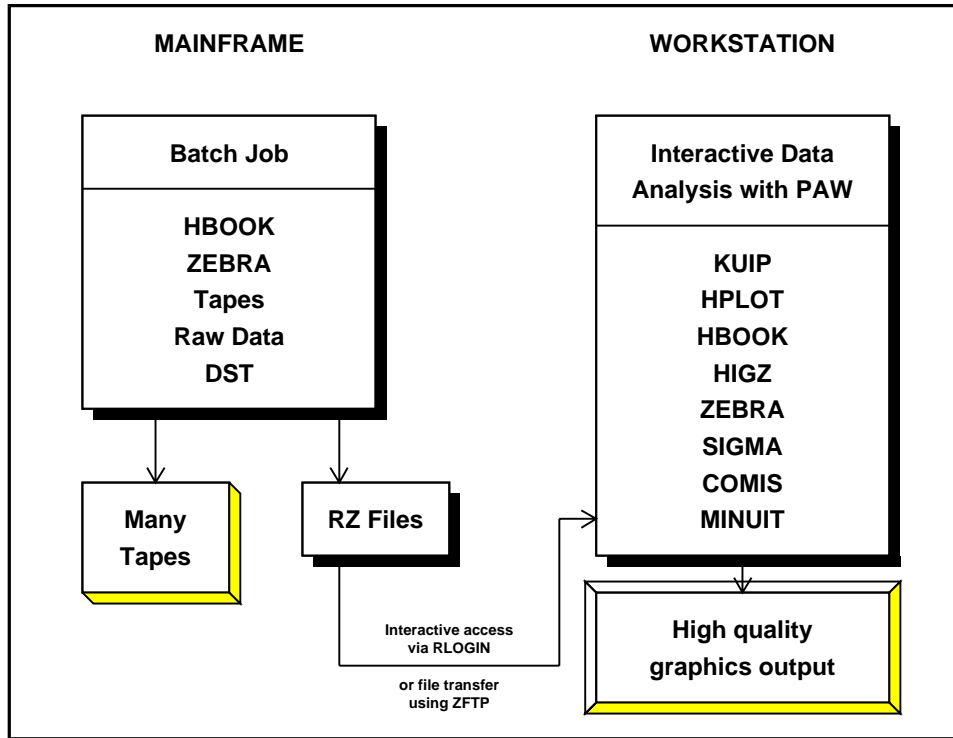 MAINFRAME
WORKSTATION
Batch Job
HBOOK
ZEBRA
Tapes
Raw Data
DST
Many
Tapes
RZ Files
Interactive access
via RLOGIN
or file transfer
using ZFTP
Interactive Data
Analysis with PAW
KUIP
HPLOT
HBOOK
HIGZ
ZEBRA
SIGMA
COMIS
MINUIT
High quality
graphics output